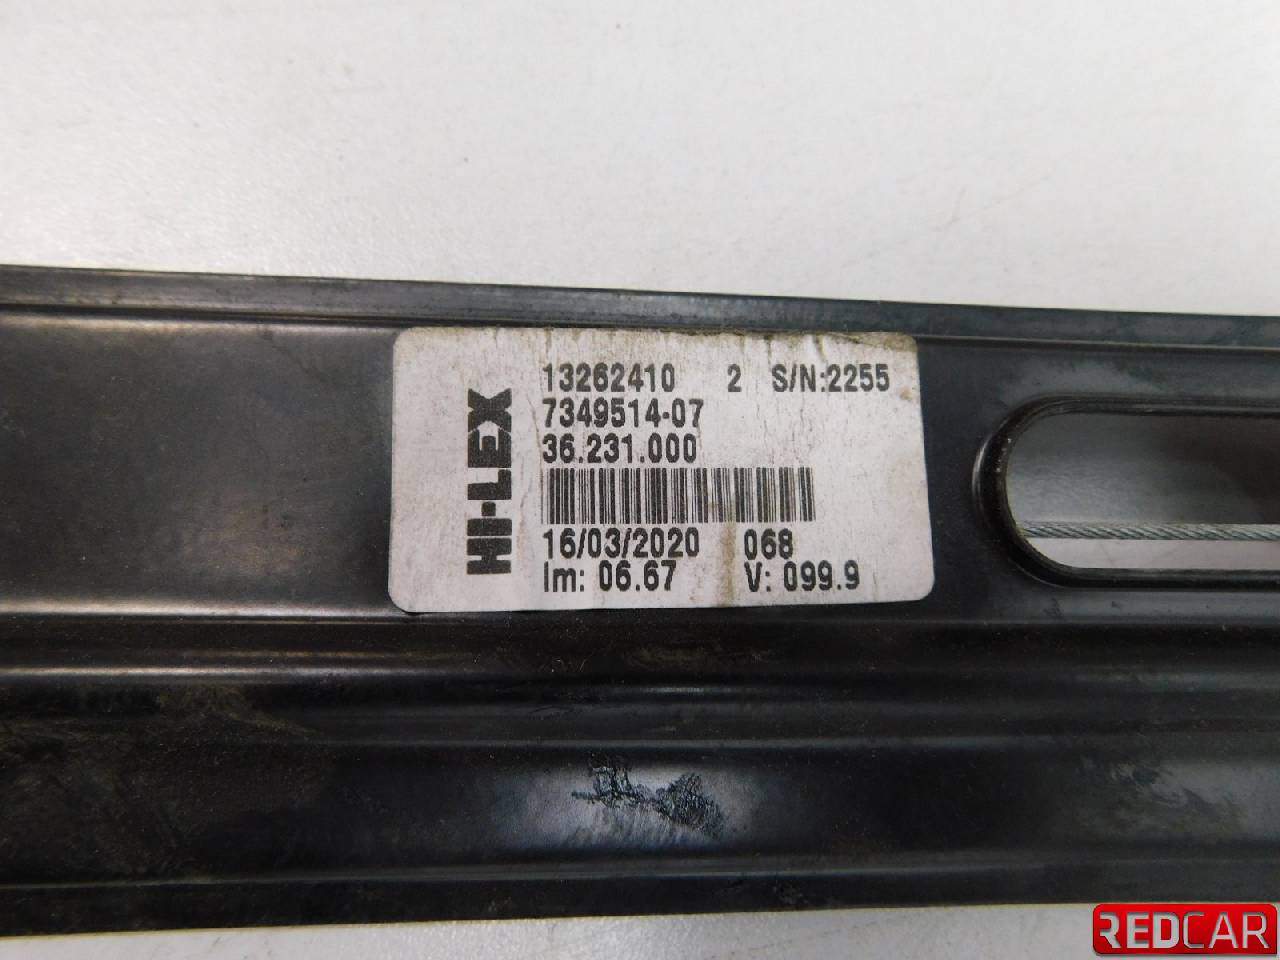 HI-LEX
13262410 2 S/N:2255
7349514-07
36.231.000
16/03/2020 068
Im: 06.67 V: 099.9
REDCAR